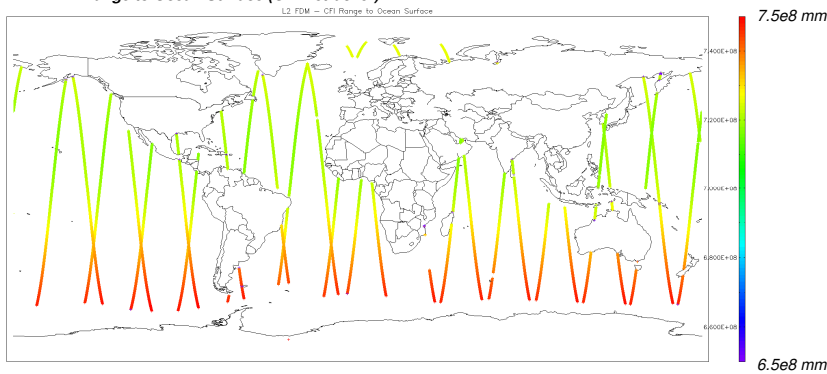 L2 FDM – CFI Range to Ocean Surface
7.5e8 mm
7.400E+08
7.200E+08
7.000E+08
6.800E+08
6.600E+08
6.5e8 mm